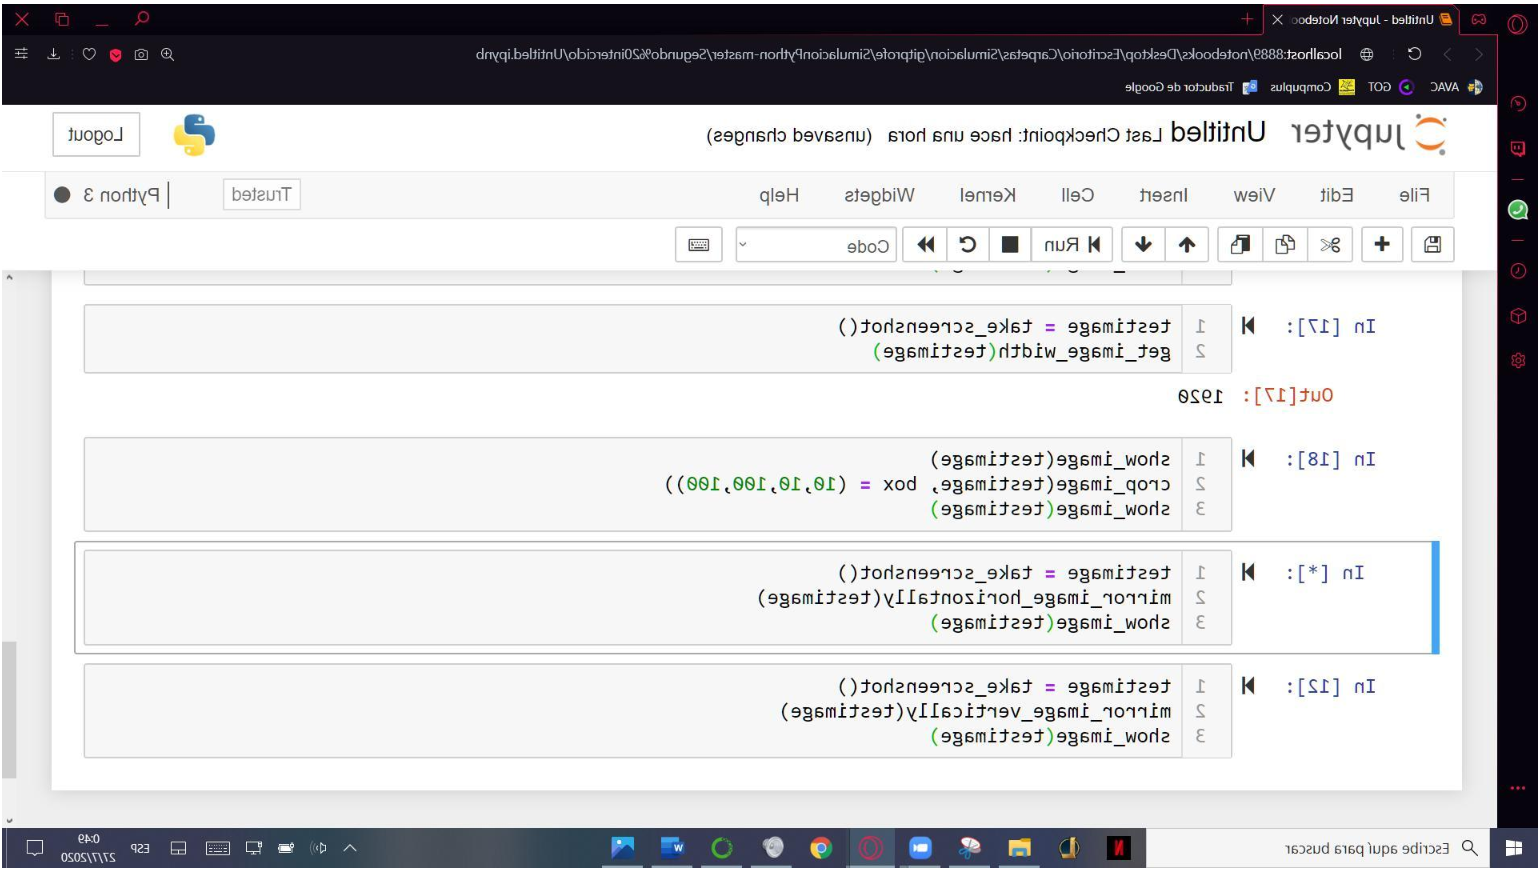 Untitled - Jupyter Notebook
localhost:8889/notebooks/Desktop/Escritorio/Carpetas/Simulacion/gitprofe/SimulacionPython-master/Segundo%20intercido/Untitled.ipynb
AVAC GOT Compuplus Traductor de Google
jupyter Untitled Last Checkpoint: hace una hora (unsaved changes) Logout
File Edit View Insert Cell Kernel Widgets Help Trusted Python 3
Run Code
In [17]: 1 testimage = take_screenshot()
2 get_image_width(testimage)
Out[17]: 1920
In [18]: 1 show_image(testimage)
2 crop_image(testimage, box = (10,10,100,100))
3 show_image(testimage)
In [*]: 1 testimage = take_screenshot()
2 mirror_image_horizontally(testimage)
3 show_image(testimage)
In [12]: 1 testimage = take_screenshot()
2 mirror_image_vertically(testimage)
3 show_image(testimage)
Escribe aquí para buscar ESP 0:49
27/7/2020